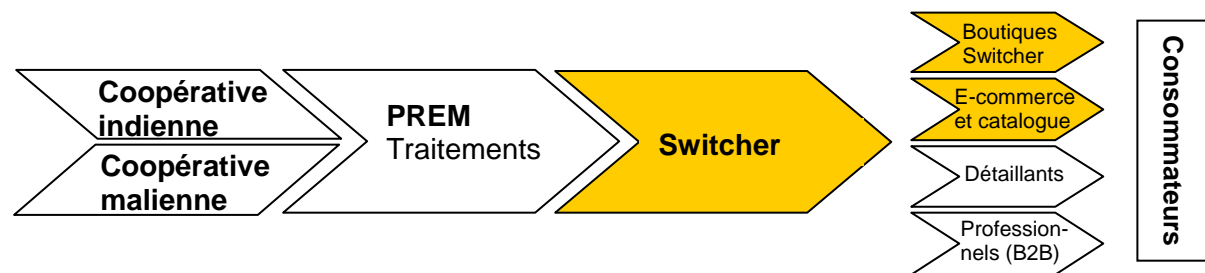 Coopérative
indienne
Coopérative
malienne
PREM
Traitements
Switcher
Boutiques
Switcher
E-commerce
et catalogue
Détaillants
Profession-
nels (B2B)
Consommateurs